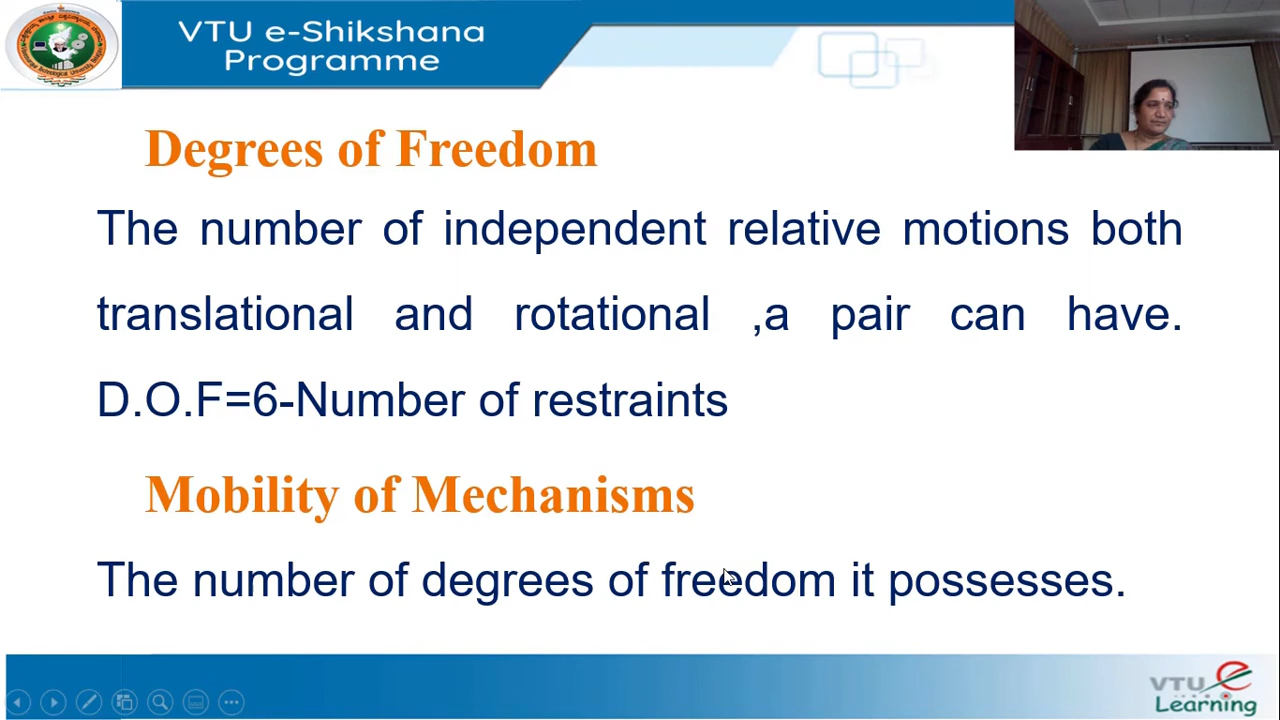 VTU e-Shikshana
Programme
Degrees of Freedom
The number of independent relative motions both
translational and rotational ,a pair can have.
D.O.F=6-Number of restraints
Mobility of Mechanisms
The number of degrees of freedom it possesses.
VTU e
Learning